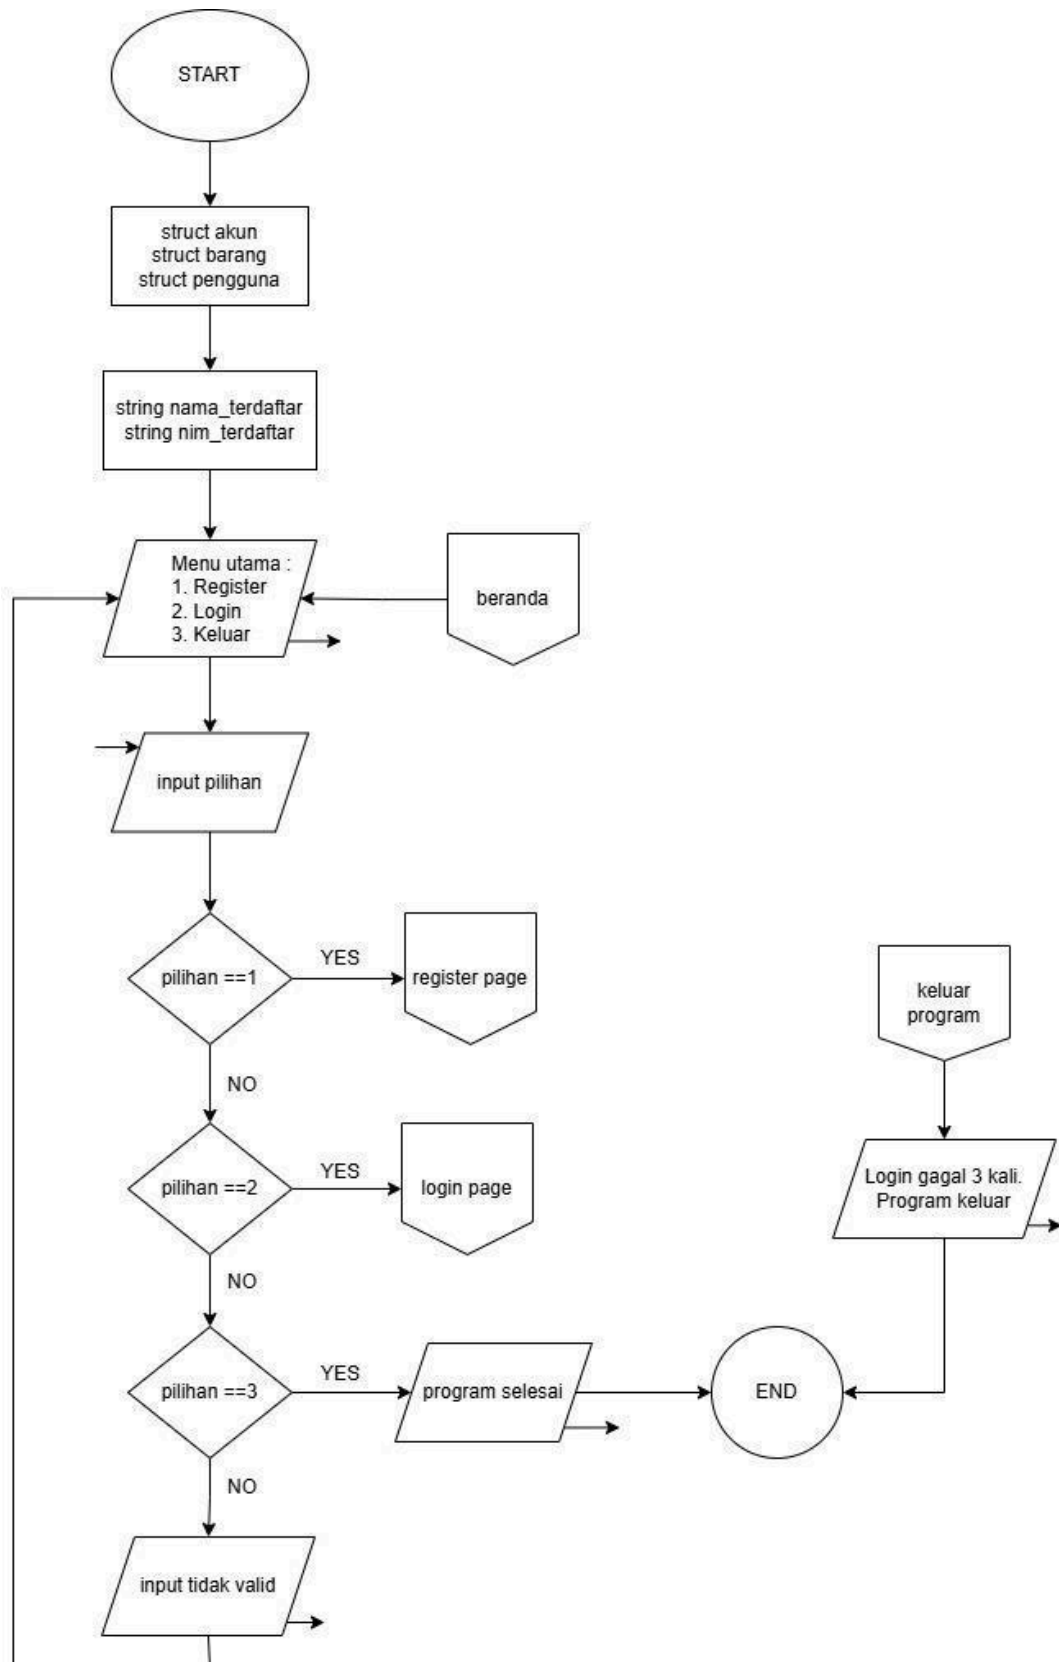 START
struct akun
struct barang
struct pengguna
string nama_terdaftar
string nim_terdaftar
Menu utama :
1. Register
2. Login
3. Keluar
beranda
input pilihan
pilihan ==1
YES
register page
NO
keluar
program
pilihan ==2
YES
login page
Login gagal 3 kali.
Program keluar
NO
pilihan ==3
YES
program selesai
END
NO
input tidak valid